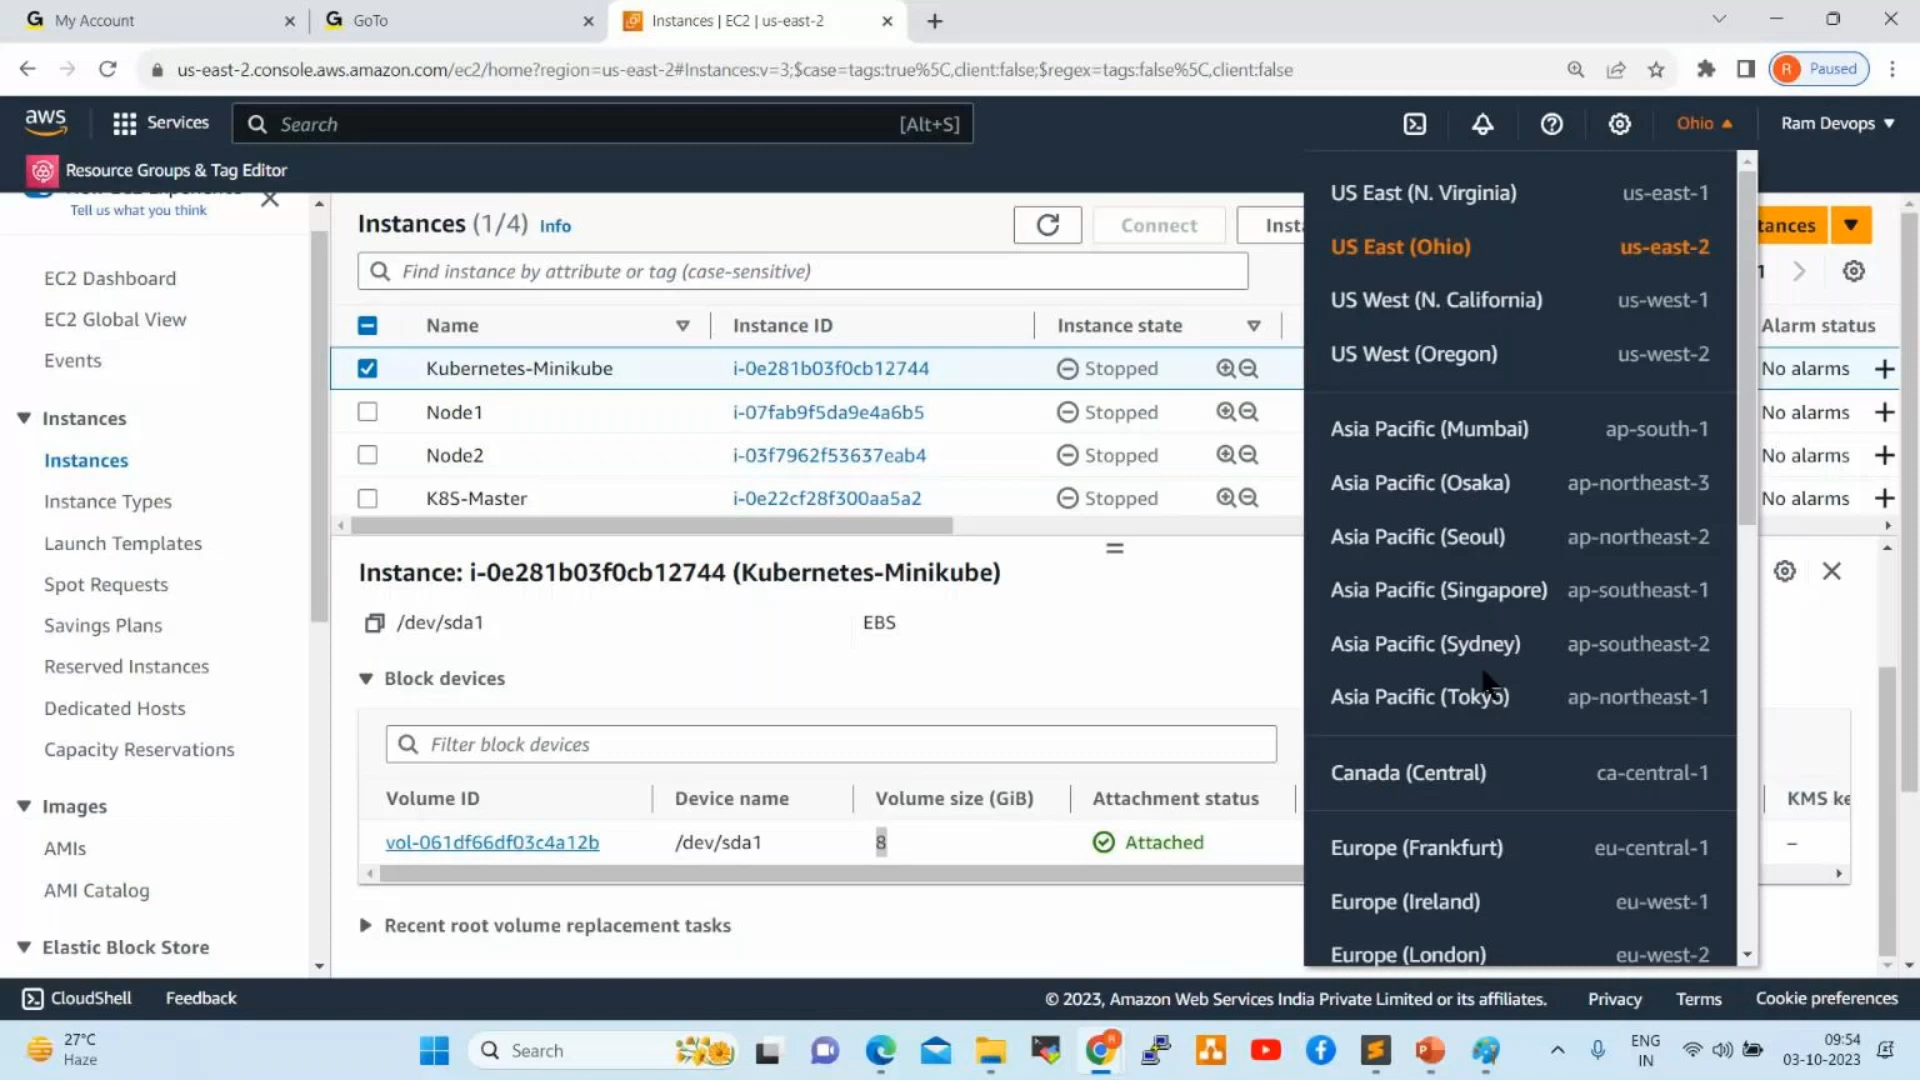 My Account
GoTo
Instances | EC2 | us-east-2
us-east-2.console.aws.amazon.com/ec2/home?region=us-east-2#Instances:v=3;$case=tags:true%5C,client:false;$regex=tags:false%5C,client:false
R Paused
aws
Services
Search [Alt+S]
Ohio
Ram Devops
Resource Groups & Tag Editor
Tell us what you think
EC2 Dashboard
EC2 Global View
Events
Instances
Instances
Instance Types
Launch Templates
Spot Requests
Savings Plans
Reserved Instances
Dedicated Hosts
Capacity Reservations
Images
AMIs
AMI Catalog
Elastic Block Store
Instances (1/4) Info
Connect
Find instance by attribute or tag (case-sensitive)
1
Name Instance ID Instance state Alarm status
Kubernetes-Minikube i-0e281b03f0cb12744 Stopped No alarms
Node1 i-07fab9f5da9e4a6b5 Stopped No alarms
Node2 i-03f7962f53637eab4 Stopped No alarms
K8S-Master i-0e22cf28f300aa5a2 Stopped No alarms
Instance: i-0e281b03f0cb12744 (Kubernetes-Minikube)
/dev/sda1 EBS
Block devices
Filter block devices
Volume ID Device name Volume size (GiB) Attachment status KMS
vol-061df66df03c4a12b /dev/sda1 8 Attached –
Recent root volume replacement tasks
US East (N. Virginia) us-east-1
US East (Ohio) us-east-2
US West (N. California) us-west-1
US West (Oregon) us-west-2
Asia Pacific (Mumbai) ap-south-1
Asia Pacific (Osaka) ap-northeast-3
Asia Pacific (Seoul) ap-northeast-2
Asia Pacific (Singapore) ap-southeast-1
Asia Pacific (Sydney) ap-southeast-2
Asia Pacific (Tokyo) ap-northeast-1
Canada (Central) ca-central-1
Europe (Frankfurt) eu-central-1
Europe (Ireland) eu-west-1
Europe (London) eu-west-2
CloudShell Feedback
© 2023, Amazon Web Services India Private Limited or its affiliates. Privacy Terms Cookie preferences
27°C
Haze
Search
ENG
IN
09:54
03-10-2023